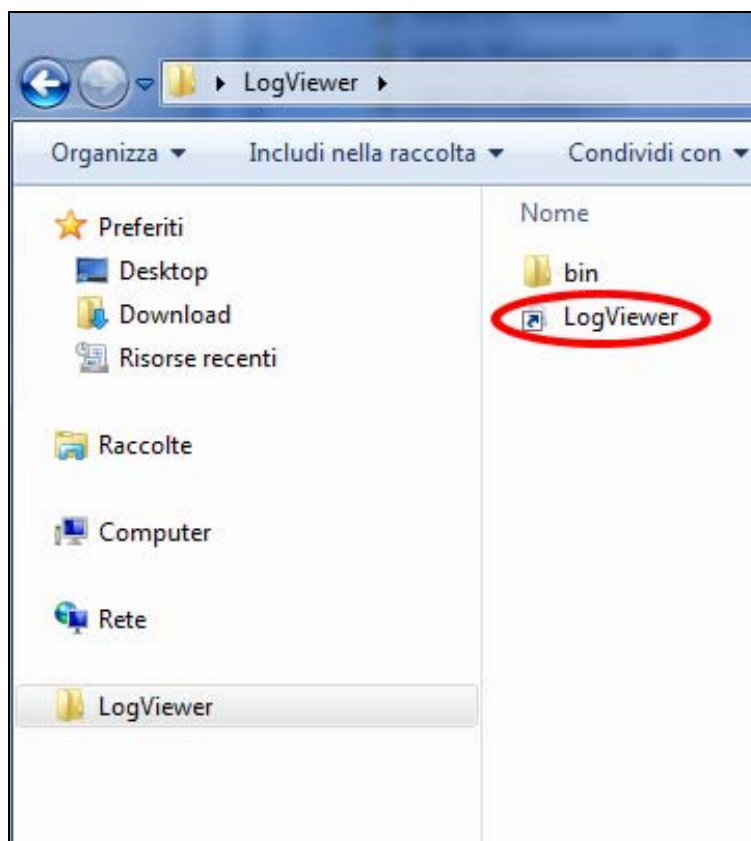 LogViewer
Organizza Includi nella raccolta Condividi con
Preferiti
Desktop
Download
Risorse recenti
Raccolte
Computer
Rete
LogViewer
Nome
bin
LogViewer